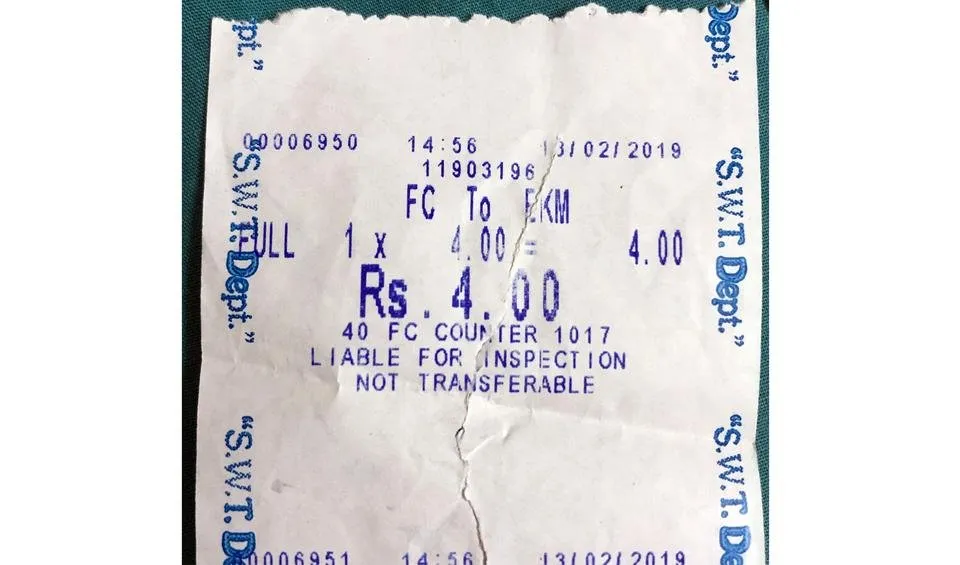 Dept."
Dept."
00006950 14:56 13/02/2019
11903196
FC To EKM
FULL 1 x 4.00 = 4.00
Rs. 4.00
40 FC COUNTER 1017
LIABLE FOR INSPECTION
NOT TRANSFERABLE
"S.W.T. Dept."
"S.W.T. Dept."
"S.W.T. D
"S.W.T. Dept
00006951 14:56 13/02/2019